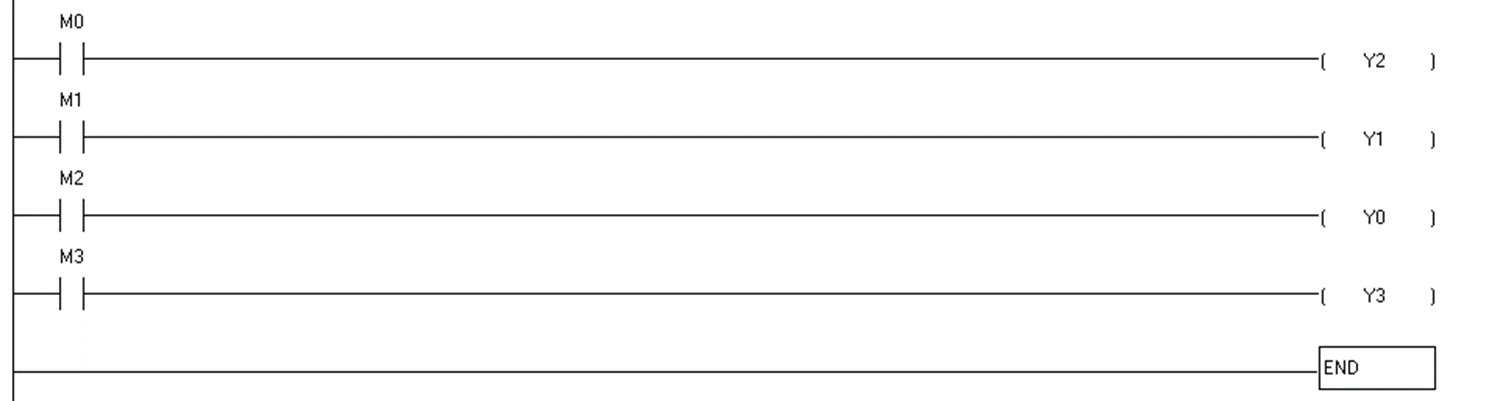 M0
( Y2 )
M1
( Y1 )
M2
( Y0 )
M3
( Y3 )
END